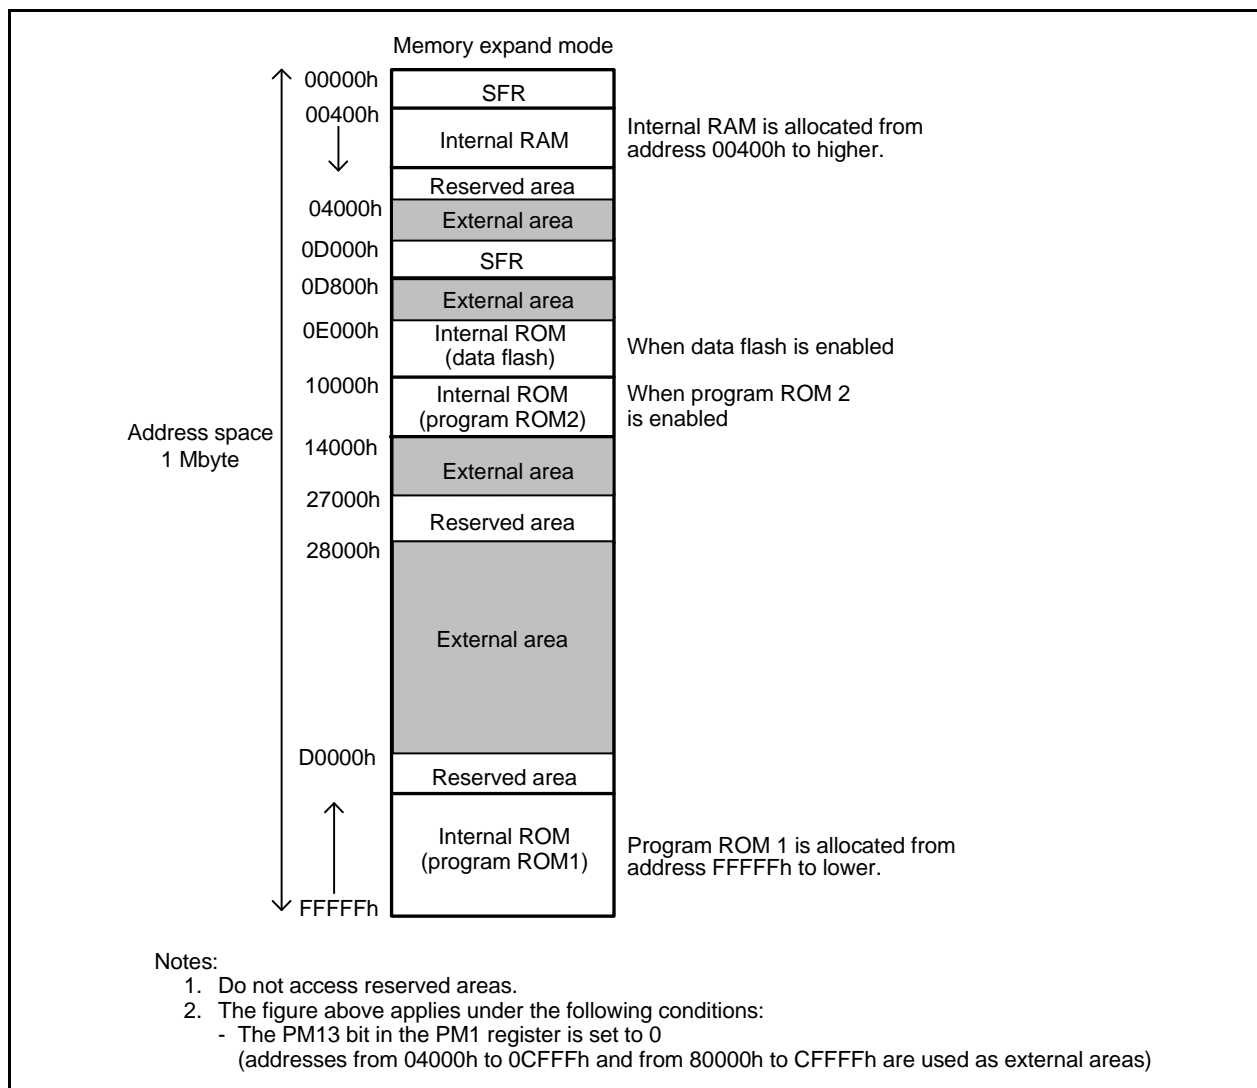 Memory expand mode
00000h
SFR
00400h
Internal RAM
Internal RAM is allocated from
address 00400h to higher.
Reserved area
04000h
External area
0D000h
SFR
0D800h
External area
0E000h
Internal ROM
(data flash)
When data flash is enabled
10000h
Internal ROM
(program ROM2)
When program ROM 2
is enabled
Address space
1 Mbyte
14000h
External area
27000h
Reserved area
28000h
External area
D0000h
Reserved area
Internal ROM
(program ROM1)
Program ROM 1 is allocated from
address FFFFFh to lower.
FFFFFh
Notes:
1. Do not access reserved areas.
2. The figure above applies under the following conditions:
- The PM13 bit in the PM1 register is set to 0
(addresses from 04000h to 0CFFFh and from 80000h to CFFFFh are used as external areas)